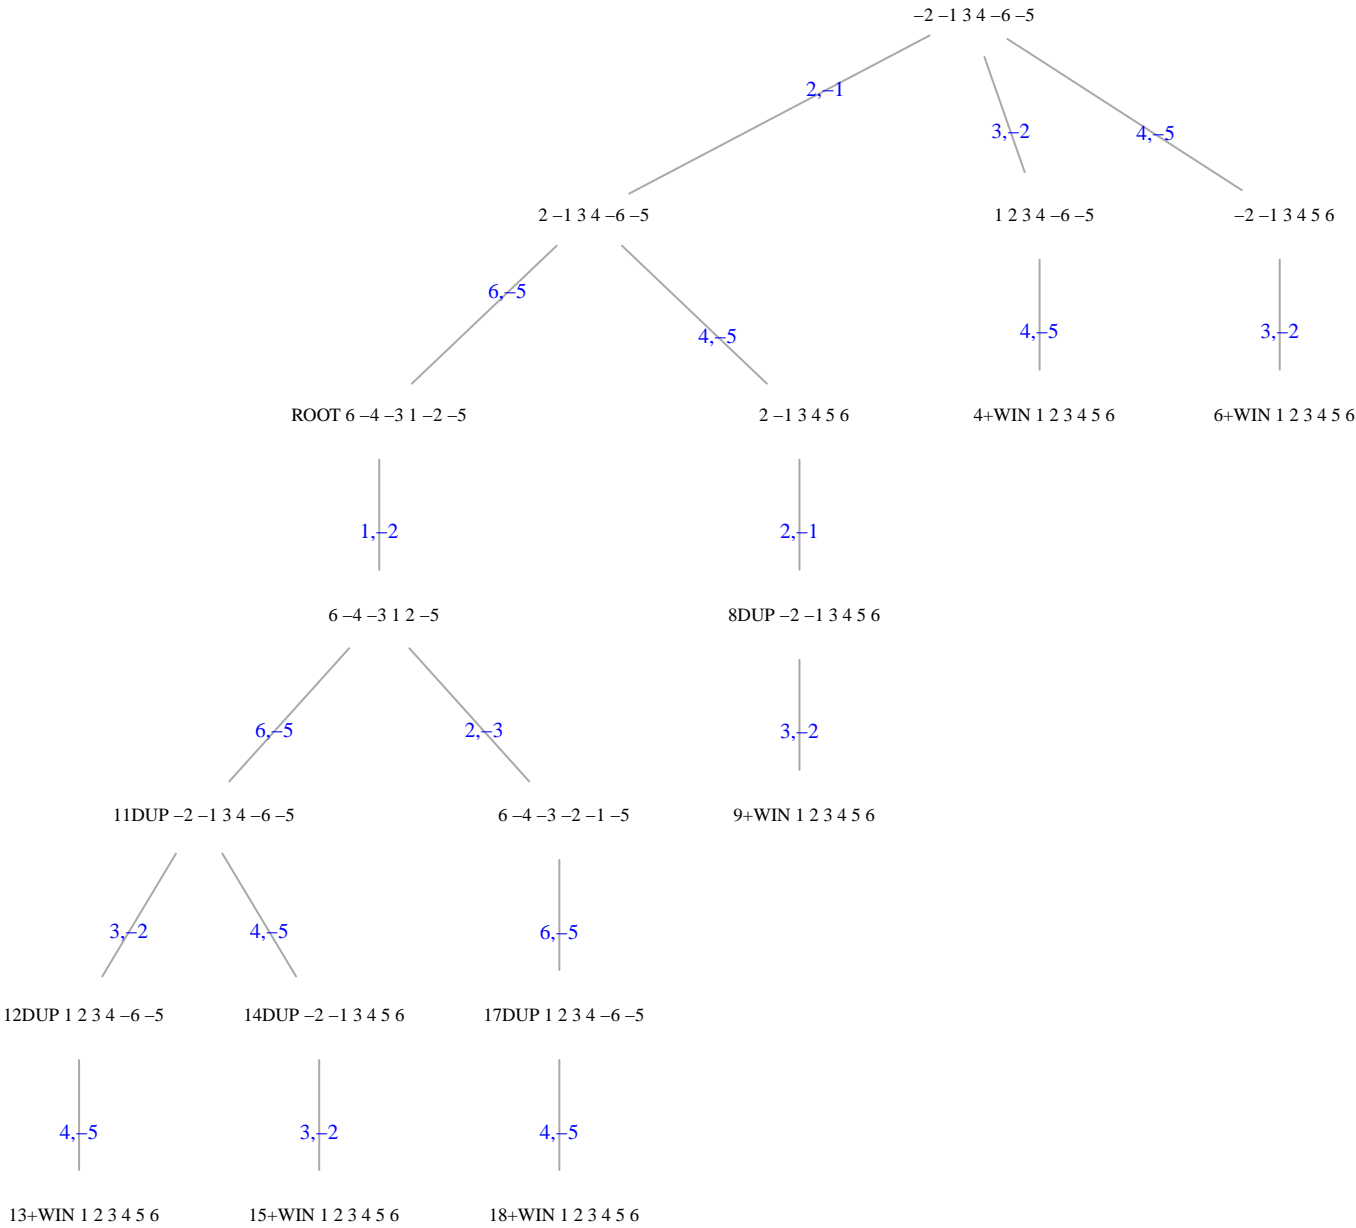 –2 –1 3 4 –6 –5
2,–1
3,–2
4,–5
2 –1 3 4 –6 –5
1 2 3 4 –6 –5
–2 –1 3 4 5 6
6,–5
4,–5
4,–5
3,–2
ROOT 6 –4 –3 1 –2 –5
2 –1 3 4 5 6
4+WIN 1 2 3 4 5 6
6+WIN 1 2 3 4 5 6
1,–2
2,–1
6 –4 –3 1 2 –5
8DUP –2 –1 3 4 5 6
6,–5
2,–3
3,–2
11DUP –2 –1 3 4 –6 –5
6 –4 –3 –2 –1 –5
9+WIN 1 2 3 4 5 6
3,–2
4,–5
6,–5
12DUP 1 2 3 4 –6 –5
14DUP –2 –1 3 4 5 6
17DUP 1 2 3 4 –6 –5
4,–5
3,–2
4,–5
13+WIN 1 2 3 4 5 6
15+WIN 1 2 3 4 5 6
18+WIN 1 2 3 4 5 6